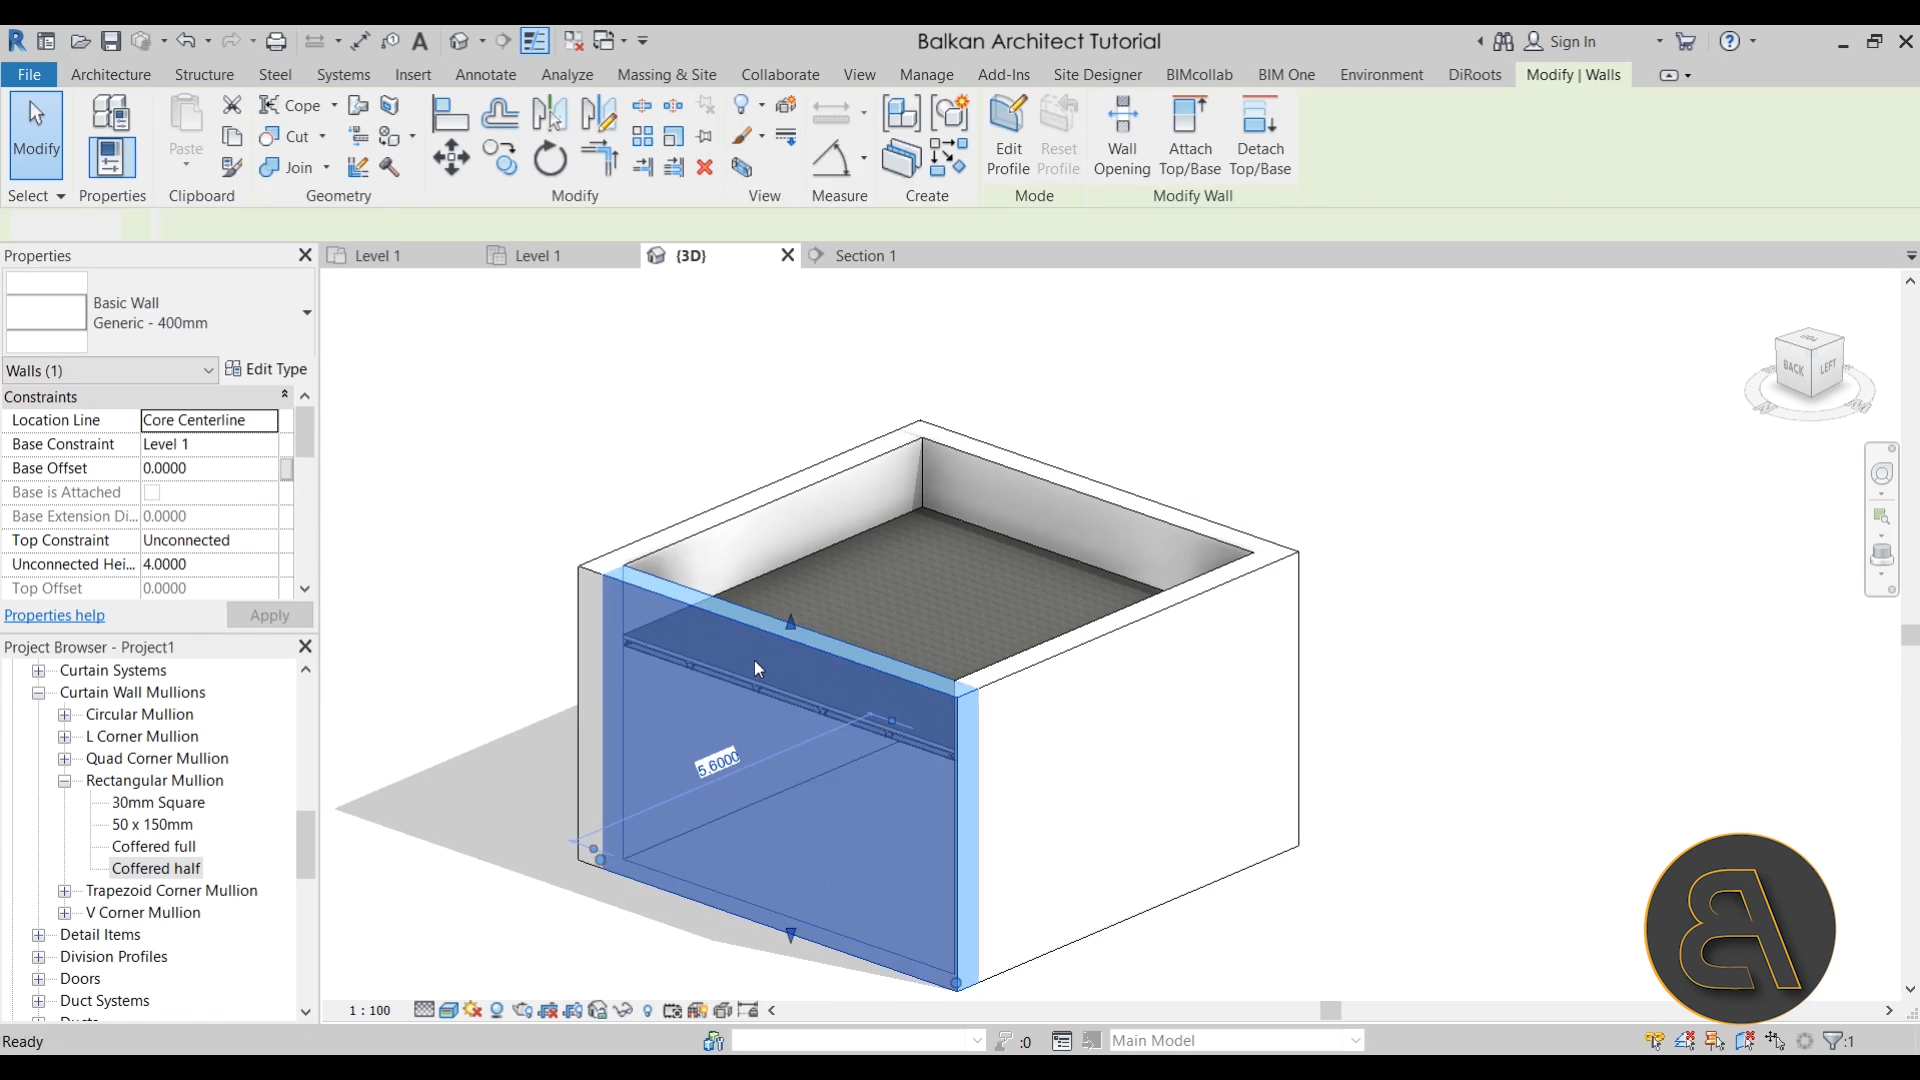 Balkan Architect Tutorial
Sign In
File
Architecture
Structure
Steel
Systems
Insert
Annotate
Analyze
Massing & Site
Collaborate
View
Manage
Add-Ins
Site Designer
BIMcollab
BIM One
Environment
DiRoots
Modify | Walls
Modify
Paste
Cope
Cut
Join
Edit Profile
Reset Profile
Wall Opening
Attach Top/Base
Detach Top/Base
Select
Properties
Clipboard
Geometry
Modify
View
Measure
Create
Mode
Modify Wall
Properties
Level 1
Level 1
{3D}
Section 1
Basic Wall
Generic - 400mm
Walls (1)
Edit Type
Constraints
Location Line Core Centerline
Base Constraint Level 1
Base Offset 0.0000
Base is Attached
Base Extension Di... 0.0000
Top Constraint Unconnected
Unconnected Hei... 4.0000
Top Offset 0.0000
Properties help
Apply
Project Browser - Project1
Curtain Systems
Curtain Wall Mullions
Circular Mullion
L Corner Mullion
Quad Corner Mullion
Rectangular Mullion
30mm Square
50 x 150mm
Coffered full
Coffered half
Trapezoid Corner Mullion
V Corner Mullion
Detail Items
Division Profiles
Doors
Duct Systems
BACK
LEFT
5.6000
1 : 100
Ready
:0
Main Model
:1